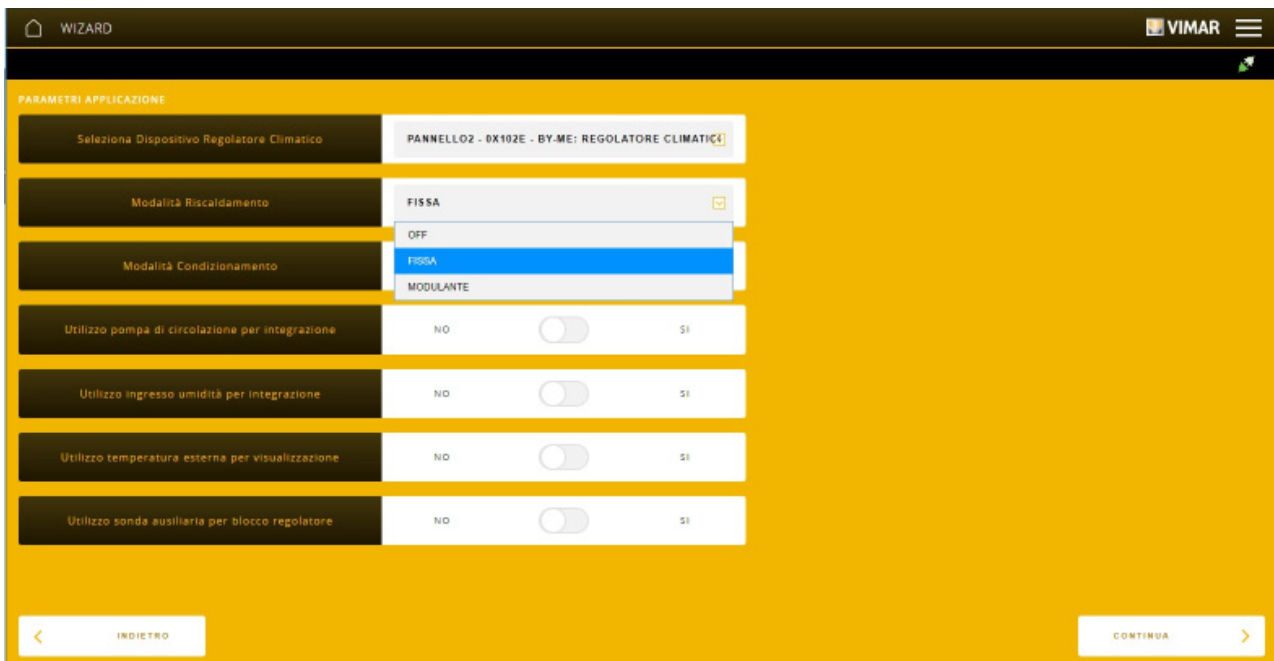 WIZARD
VIMAR
PARAMETRI APPLICAZIONE
Seleziona Dispositivo Regolatore Climatico
PANNELLO2 - 0X102E - BY-ME: REGOLATORE CLIMATIC
Modalità Riscaldamento
FISSA
OFF
FISSA
MODULANTE
Modalità Condizionamento
Utilizzo pompa di circolazione per integrazione
NO
SI
Utilizzo ingresso umidità per integrazione
NO
SI
Utilizzo temperatura esterna per visualizzazione
NO
SI
Utilizzo sonda ausiliaria per blocco regolatore
NO
SI
INDIETRO
CONTINUA